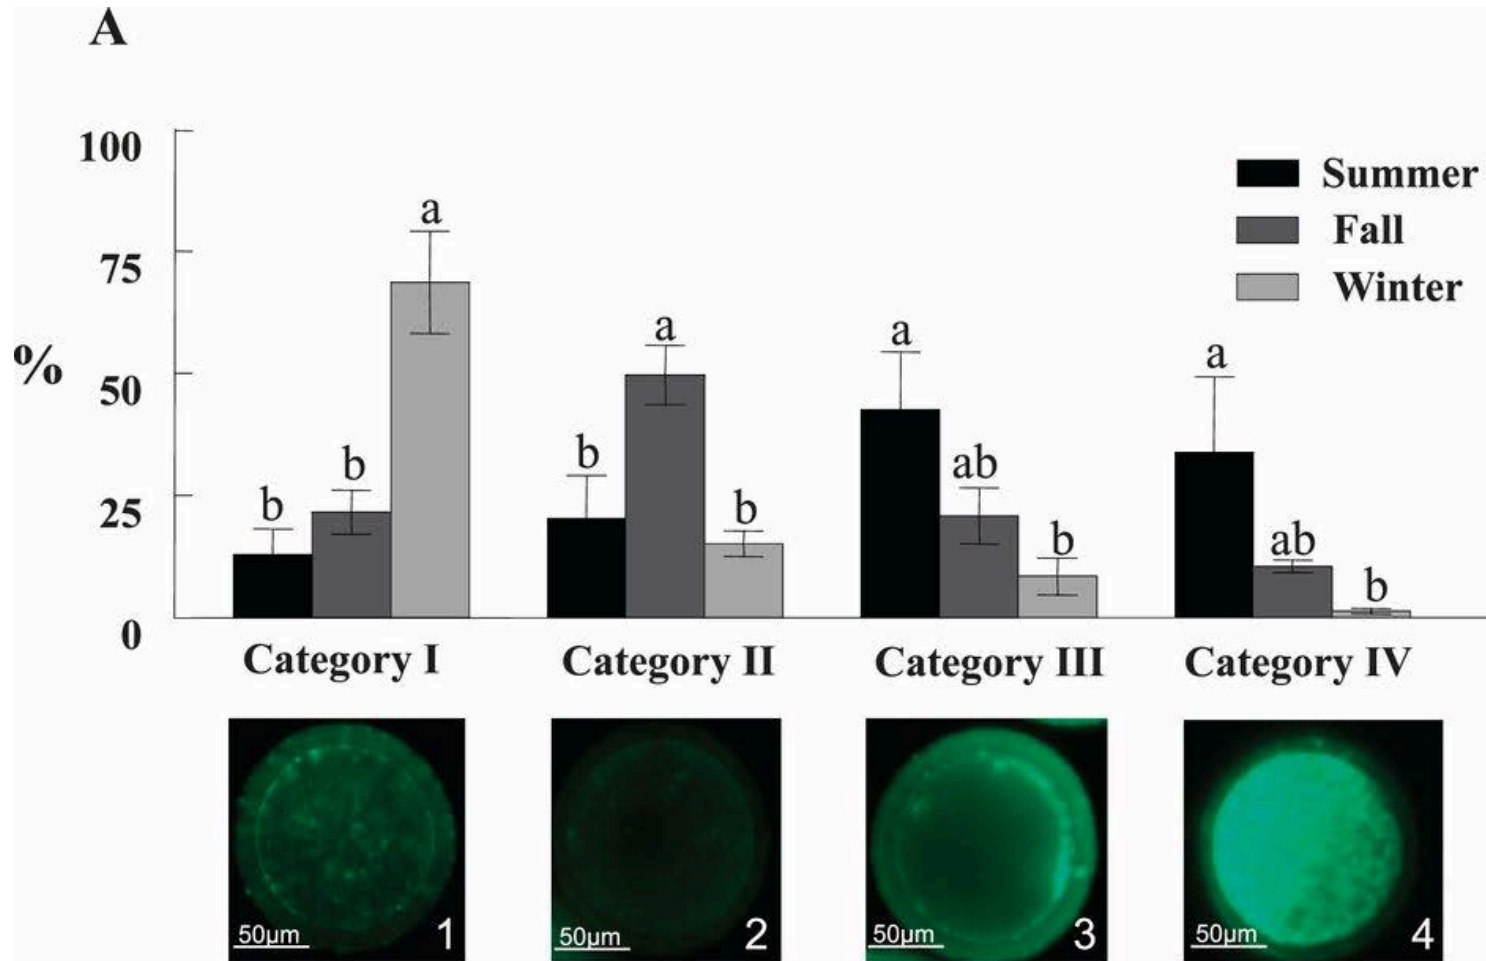 A
100
75
50
25
0
%
Summer
Fall
Winter
b
b
a
b
a
b
a
ab
b
a
ab
b
Category I
Category II
Category III
Category IV
50µm
1
50µm
2
50µm
3
50µm
4